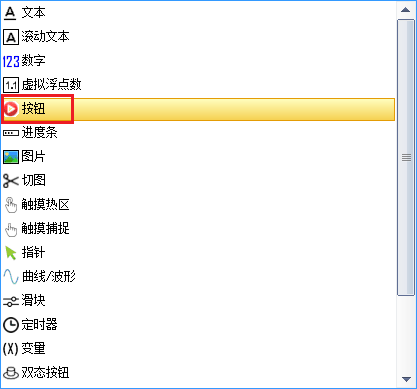 A 文本
A 滚动文本
123 数字
1.1 虚拟浮点数
按钮
进度条
图片
切图
触摸热区
触摸捕捉
指针
曲线/波形
滑块
定时器
(X) 变量
双态按钮